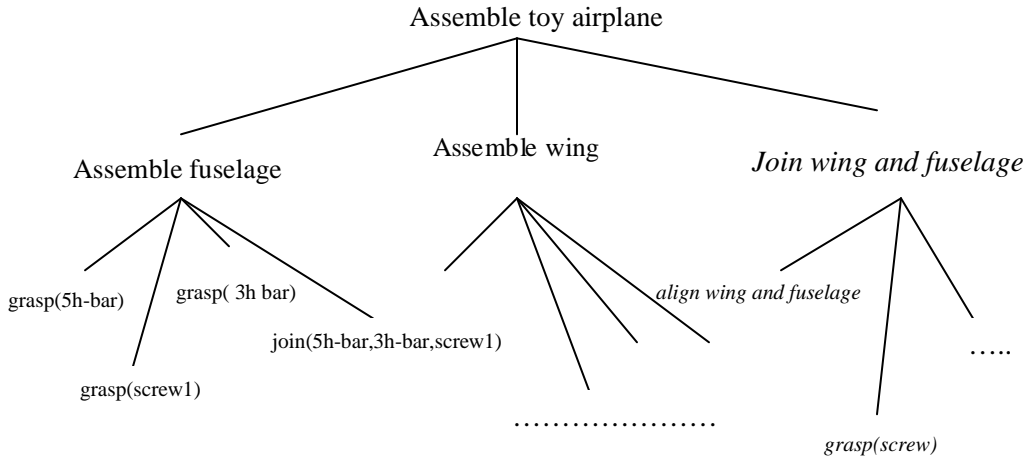 Assemble toy airplane
Assemble fuselage
Assemble wing
Join wing and fuselage
grasp(5h-bar)
grasp( 3h bar)
align wing and fuselage
join(5h-bar,3h-bar,screw1)
…..
grasp(screw1)
…………………
grasp(screw)